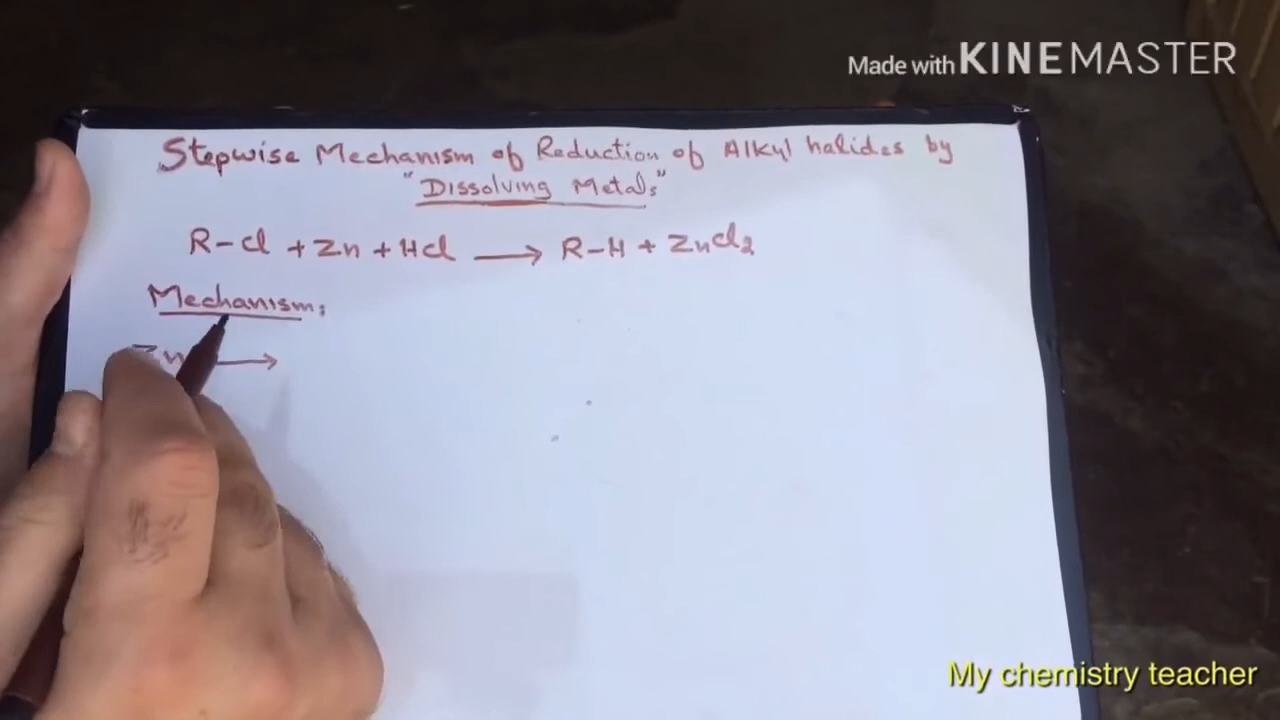 Made with KINEMASTER
Stepwise Mechanism of Reduction of Alkyl halides by
"Dissolving Metals"
R-Cl + Zn + HCl ⟶ R-H + ZnCl₂
Mechanism;
Zn ⟶
My chemistry teacher